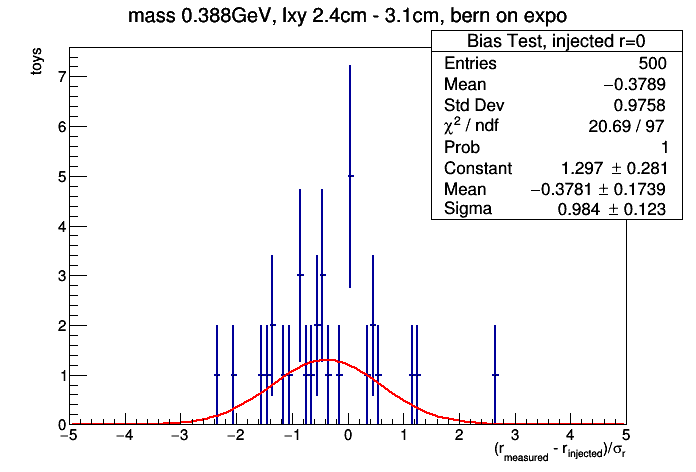 mass 0.388GeV, lxy 2.4cm - 3.1cm, bern on expo
Bias Test, injected r=0
Entries 500
Mean −0.3789
Std Dev 0.9758
χ² / ndf 20.69 / 97
Prob 1
Constant 1.297 ± 0.281
Mean −0.3781 ± 0.1739
Sigma 0.984 ± 0.123
toys
7
6
5
4
3
2
1
0
−5 −4 −3 −2 −1 0 1 2 3 4 5
(r_measured - r_injected)/σ_r